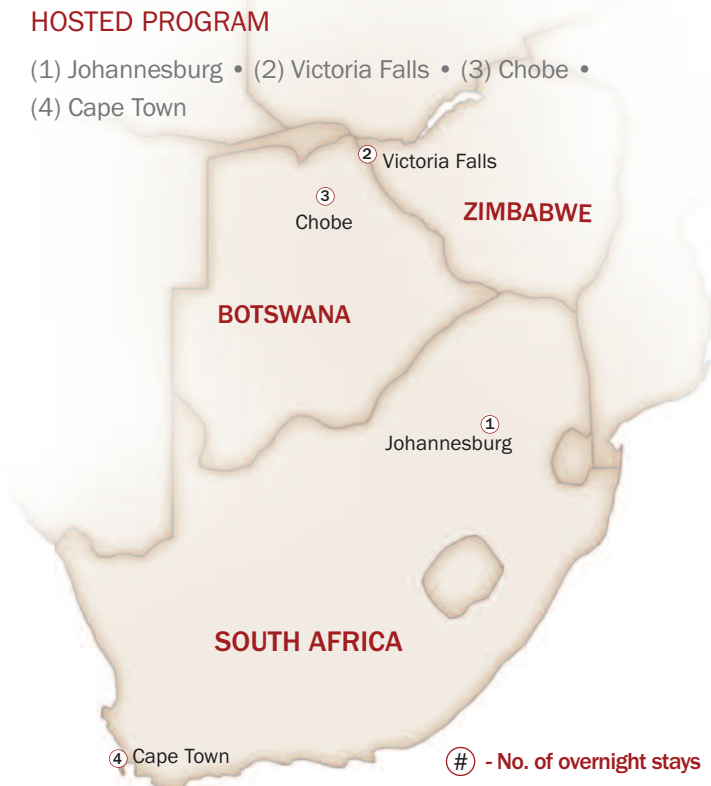 HOSTED PROGRAM
(1) Johannesburg • (2) Victoria Falls • (3) Chobe •
(4) Cape Town
2 Victoria Falls
3
Chobe
ZIMBABWE
BOTSWANA
1
Johannesburg
SOUTH AFRICA
4 Cape Town
# - No. of overnight stays